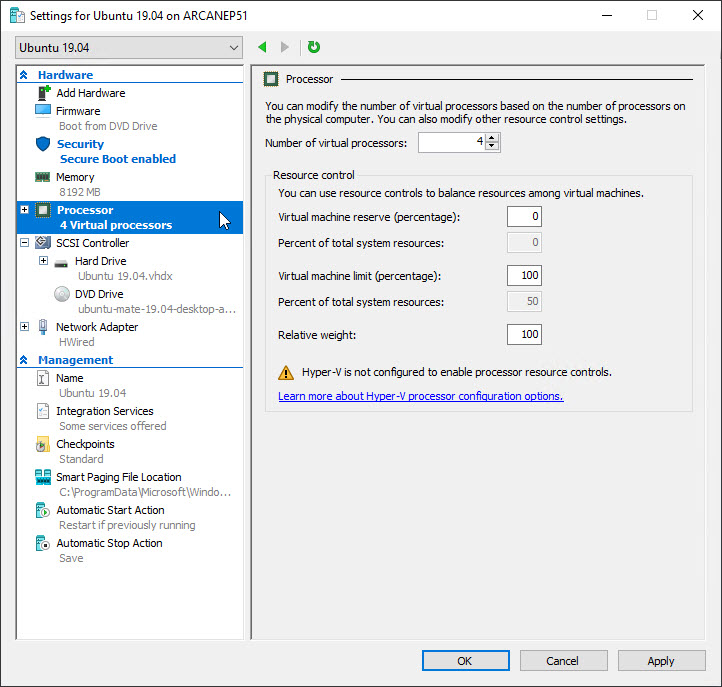 Settings for Ubuntu 19.04 on ARCANEP51
Ubuntu 19.04
Hardware
Add Hardware
Firmware
Boot from DVD Drive
Security
Secure Boot enabled
Memory
8192 MB
Processor
4 Virtual processors
SCSI Controller
Hard Drive
Ubuntu 19.04.vhdx
DVD Drive
ubuntu-mate-19.04-desktop-a...
Network Adapter
HWired
Management
Name
Ubuntu 19.04
Integration Services
Some services offered
Checkpoints
Standard
Smart Paging File Location
C:\ProgramData\Microsoft\Windo...
Automatic Start Action
Restart if previously running
Automatic Stop Action
Save
Processor
You can modify the number of virtual processors based on the number of processors on
the physical computer. You can also modify other resource control settings.
Number of virtual processors: 4
Resource control
You can use resource controls to balance resources among virtual machines.
Virtual machine reserve (percentage): 0
Percent of total system resources: 0
Virtual machine limit (percentage): 100
Percent of total system resources: 50
Relative weight: 100
Hyper-V is not configured to enable processor resource controls.
Learn more about Hyper-V processor configuration options.
OK Cancel Apply